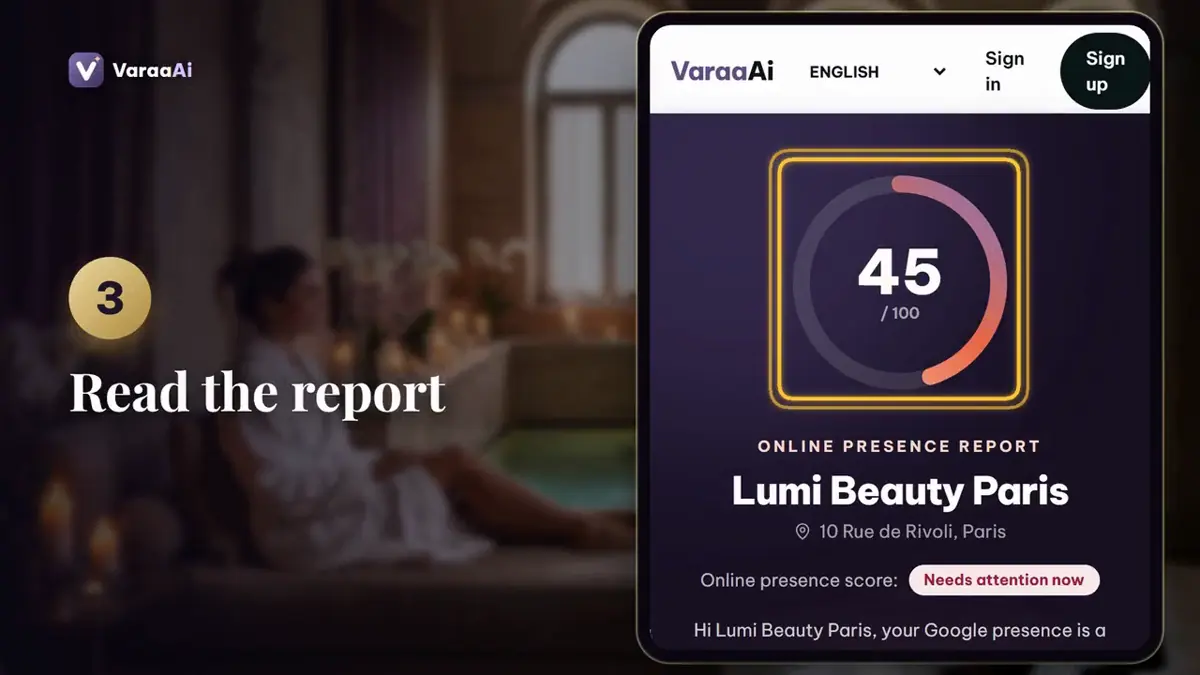 VaraaAi
3
Read the report
VaraaAi
ENGLISH
Sign in
Sign up
45
/ 100
ONLINE PRESENCE REPORT
Lumi Beauty Paris
10 Rue de Rivoli, Paris
Online presence score: Needs attention now
Hi Lumi Beauty Paris, your Google presence is a